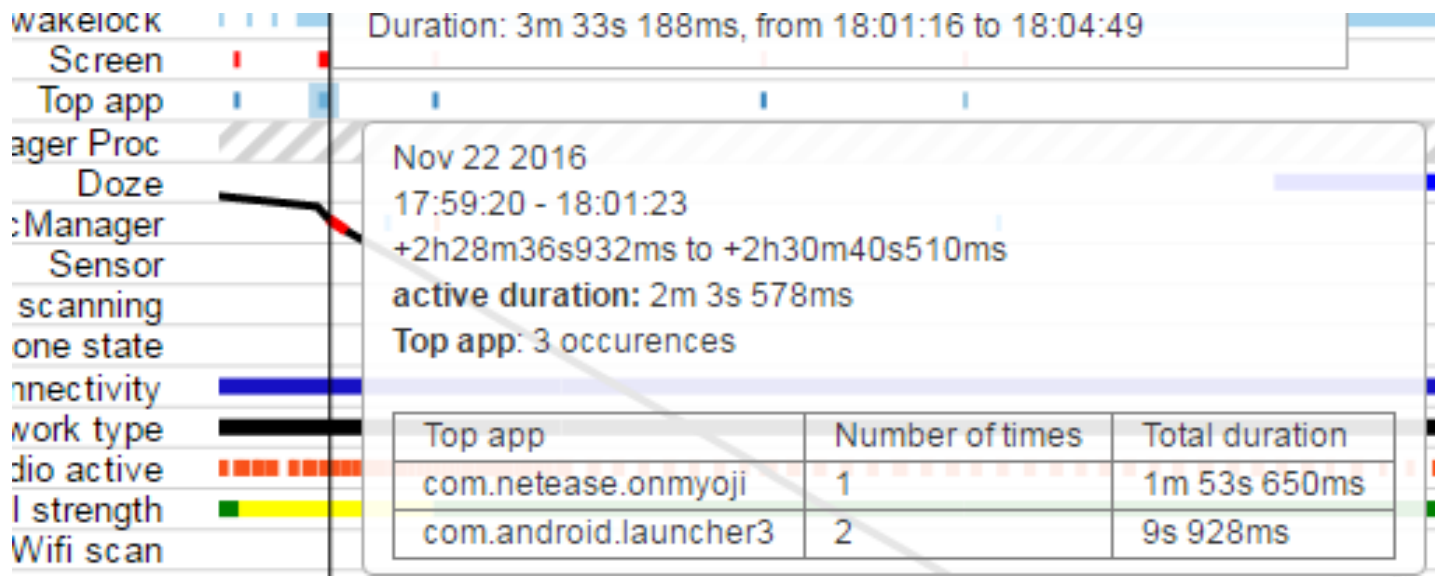 wakelock
Duration: 3m 33s 188ms, from 18:01:16 to 18:04:49
Screen
Top app
ager Proc
Doze
cManager
Sensor
scanning
one state
nnectivity
work type
dio active
l strength
Wifi scan
Nov 22 2016
17:59:20 - 18:01:23
+2h28m36s932ms to +2h30m40s510ms
active duration: 2m 3s 578ms
Top app: 3 occurences
Top app Number of times Total duration
com.netease.onmyoji 1 1m 53s 650ms
com.android.launcher3 2 9s 928ms